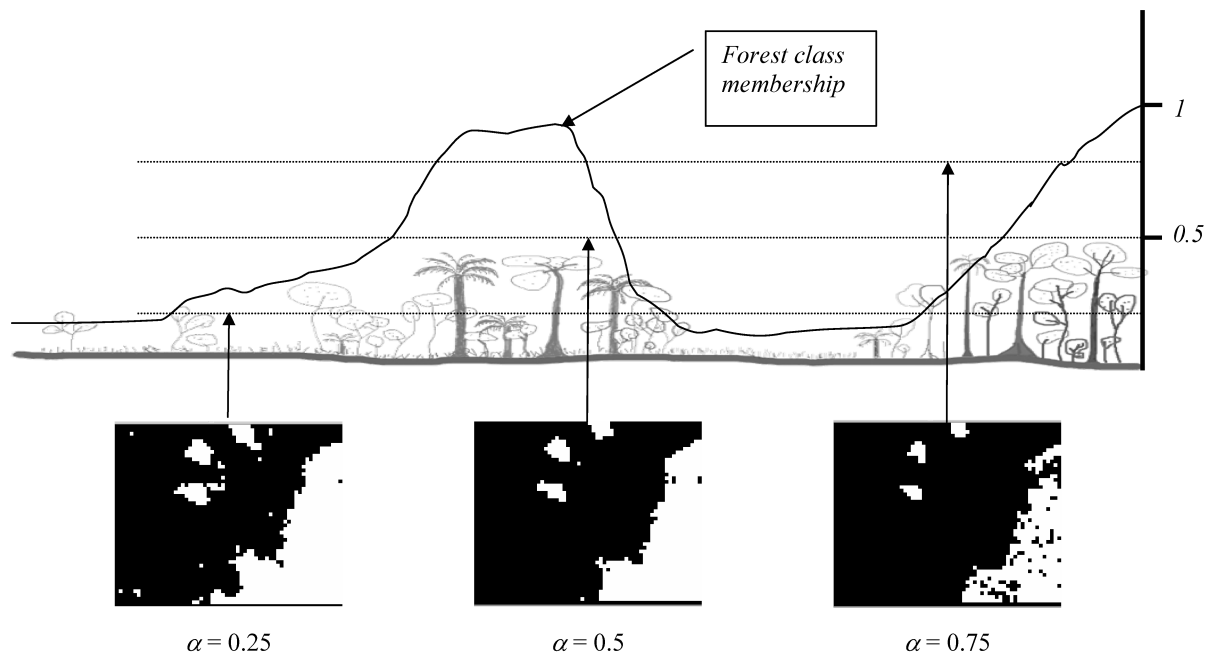 Forest class
membership
1
0.5
α = 0.25
α = 0.5
α = 0.75